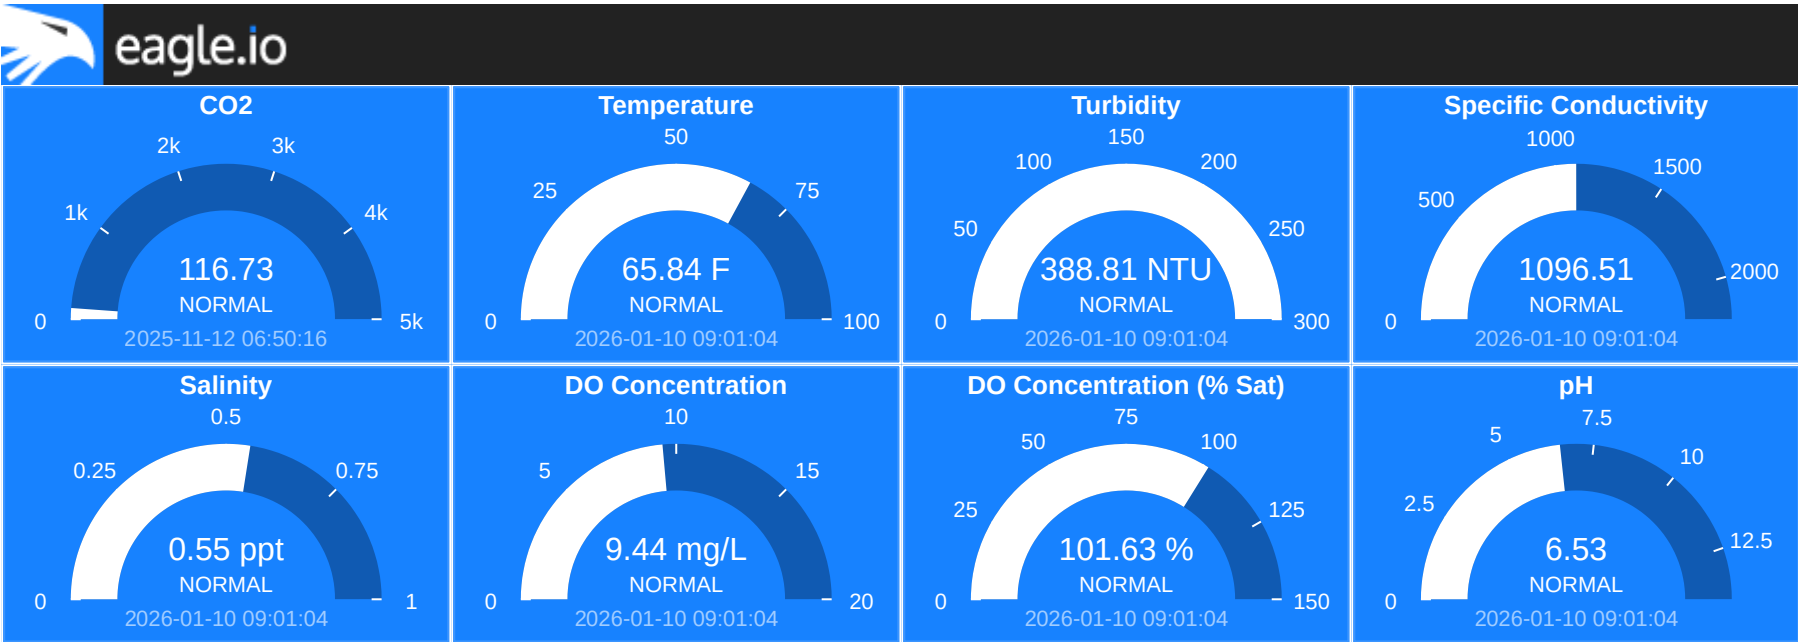 eagle.io
CO2
0
1k
2k
3k
4k
5k
116.73
NORMAL
2025-11-12 06:50:16
Temperature
0
25
50
75
100
65.84 F
NORMAL
2026-01-10 09:01:04
Turbidity
0
50
100
150
200
250
300
388.81 NTU
NORMAL
2026-01-10 09:01:04
Specific Conductivity
0
500
1000
1500
2000
1096.51
NORMAL
2026-01-10 09:01:04
Salinity
0
0.25
0.5
0.75
1
0.55 ppt
NORMAL
2026-01-10 09:01:04
DO Concentration
0
5
10
15
20
9.44 mg/L
NORMAL
2026-01-10 09:01:04
DO Concentration (% Sat)
0
25
50
75
100
125
150
101.63 %
NORMAL
2026-01-10 09:01:04
pH
0
2.5
5
7.5
10
12.5
6.53
NORMAL
2026-01-10 09:01:04